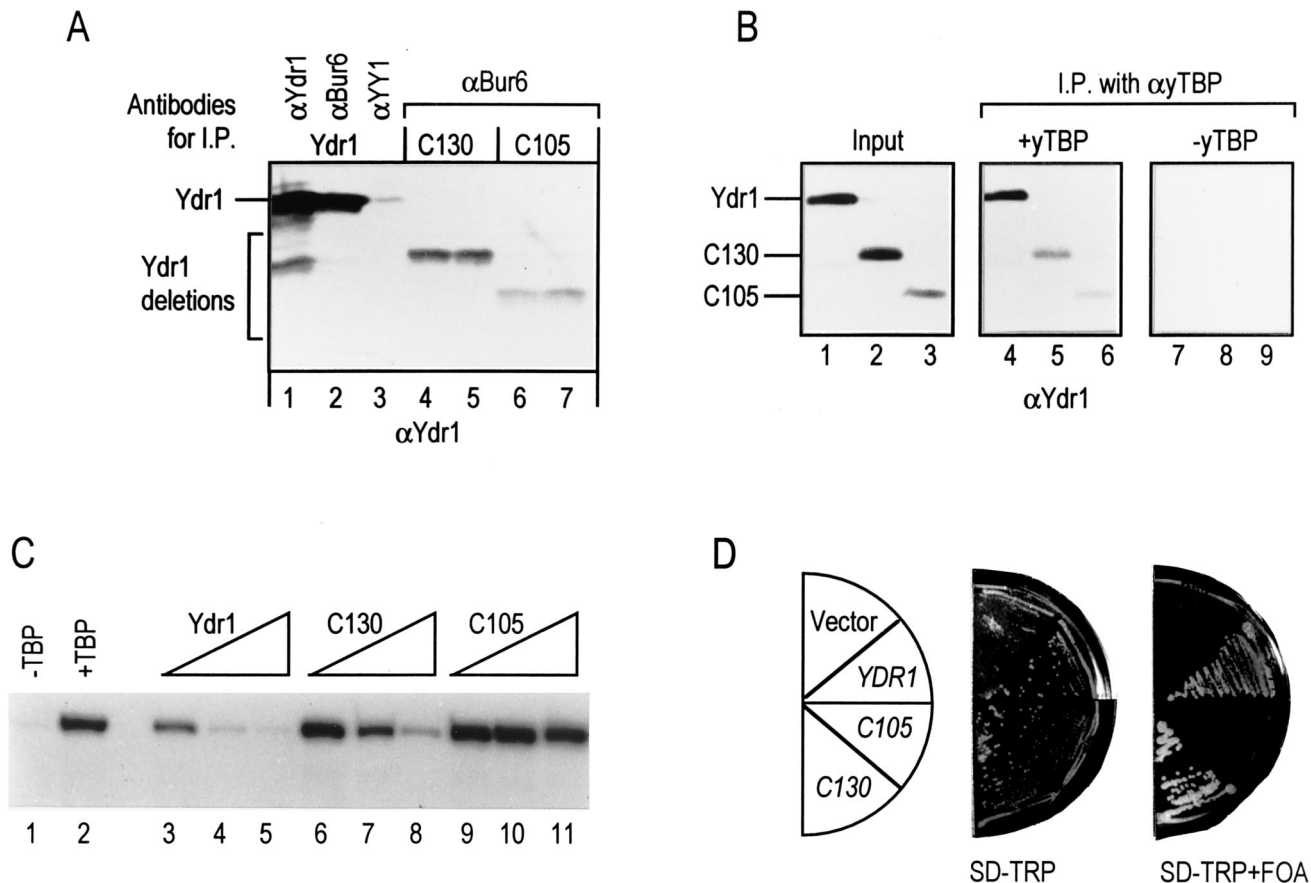 A
Antibodies
for I.P.
αYdr1
αBur6
αYY1
αBur6
Ydr1
C130
C105
Ydr1
Ydr1
deletions
1 2 3 4 5 6 7
αYdr1
B
I.P. with αyTBP
Input
+yTBP
-yTBP
Ydr1
C130
C105
1 2 3 4 5 6 7 8 9
αYdr1
C
-TBP
+TBP
Ydr1
C130
C105
1 2 3 4 5 6 7 8 9 10 11
D
Vector
YDR1
C105
C130
SD-TRP
SD-TRP+FOA